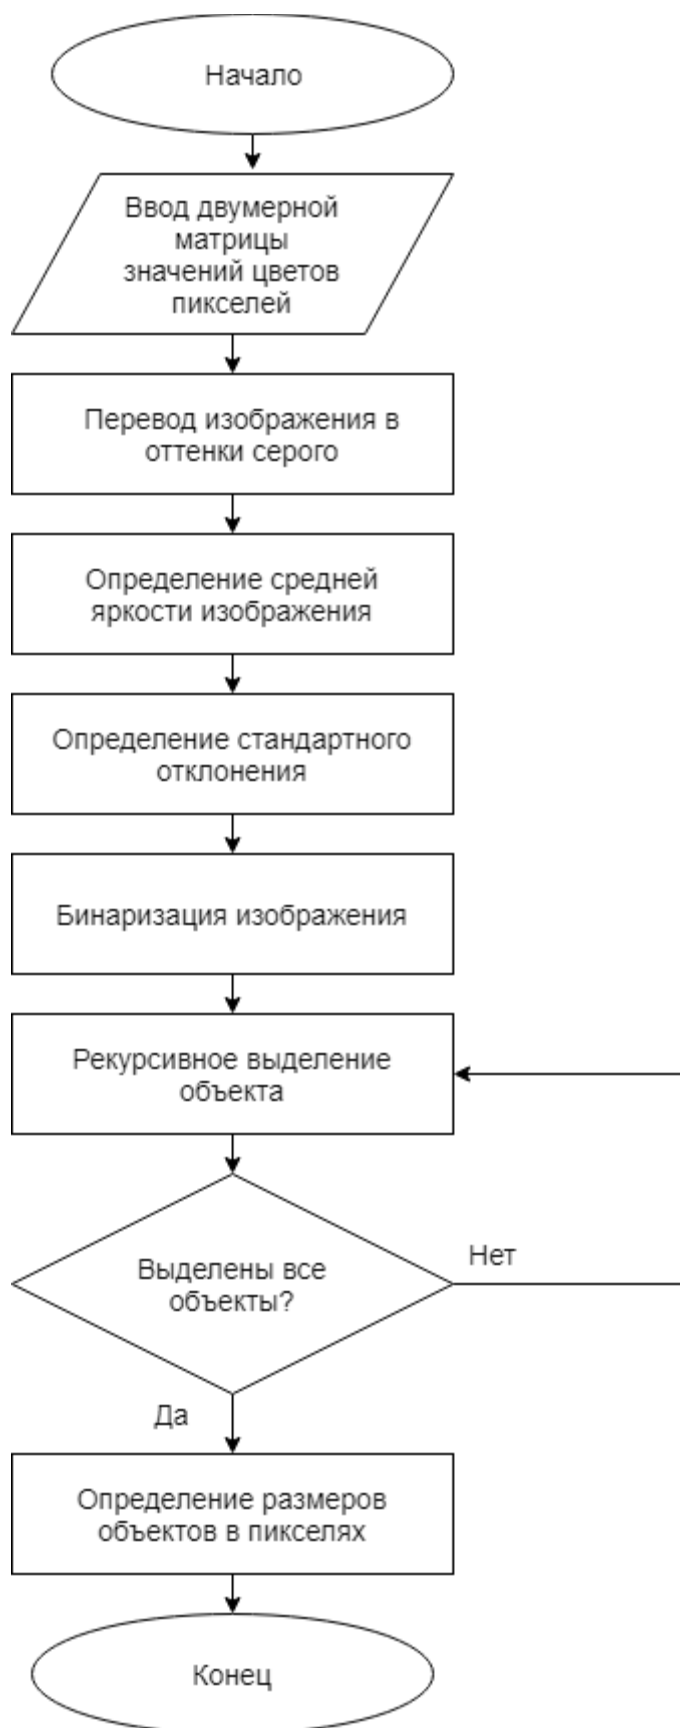 Начало
Ввод двумерной
матрицы
значений цветов
пикселей
Перевод изображения в
оттенки серого
Определение средней
яркости изображения
Определение стандартного
отклонения
Бинаризация изображения
Рекурсивное выделение
объекта
Выделены все
объекты?
Нет
Да
Определение размеров
объектов в пикселях
Конец